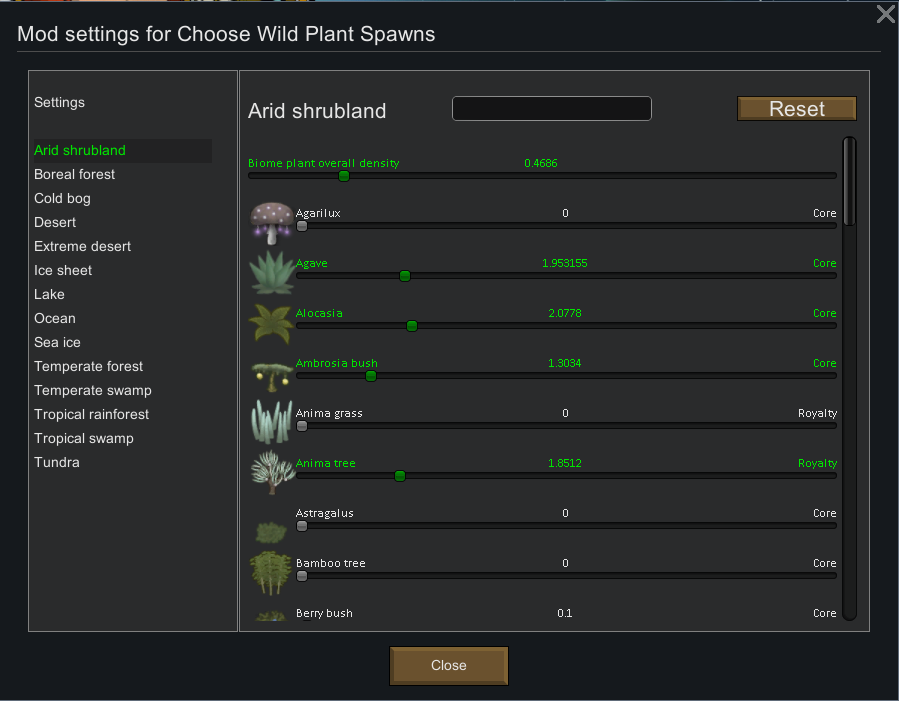 Mod settings for Choose Wild Plant Spawns
Settings
Arid shrubland
Boreal forest
Cold bog
Desert
Extreme desert
Ice sheet
Lake
Ocean
Sea ice
Temperate forest
Temperate swamp
Tropical rainforest
Tropical swamp
Tundra
Arid shrubland Reset
Biome plant overall density 0.4686
Agarilux 0 Core
Agave 1.953155 Core
Alocasia 2.0778 Core
Ambrosia bush 1.3034 Core
Anima grass 0 Royalty
Anima tree 1.8512 Royalty
Astragalus 0 Core
Bamboo tree 0 Core
Berry bush 0.1 Core
Close